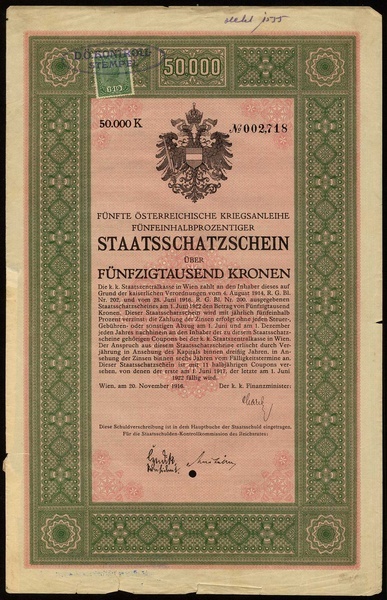 D.Ö. KONTROLL
STEMPEL
50.000
50.000 K
№ 002,718
FÜNFTE ÖSTERREICHISCHE KRIEGSANLEIHE
FÜNFEINHALBPROZENTIGER
STAATSSCHATZSCHEIN
ÜBER
FÜNFZIGTAUSEND KRONEN
Die k. k. Staatszentralkasse in Wien zahlt an den Inhaber dieses auf
Grund der kaiserlichen Verordnungen vom 4. August 1914, R. G. Bl.
Nr. 202, und vom 28. Juni 1916, R. G. Bl. Nr. 200, ausgegebenen
Staatsschatzscheines am 1. Juni 1922 den Betrag von Fünfzigtausend
Kronen. Dieser Staatsschatzschein wird mit jährlich fünfeinhalb
Prozent verzinst; die Zahlung der Zinsen erfolgt ohne jeden Steuer-,
Gebühren- oder sonstigen Abzug am 1. Juni und am 1. Dezember
jeden Jahres nachhinein an den Inhaber der zu diesem Staatsschatz-
scheine gehörigen Coupons bei der k. k. Staatszentralkasse in Wien.
Der Anspruch aus diesem Staatsschatzscheine erlischt durch Ver-
jährung in Ansehung des Kapitals binnen dreißig Jahren, in Anse-
hung der Zinsen binnen sechs Jahren vom Fälligkeitstermine an.
Dieser Staatsschatzschein ist mit 11 halbjährigen Coupons ver-
sehen, von denen der erste am 1. Juni 1917, der letzte am 1. Juni
1922 fällig wird.
Wien, am 20. November 1916.
Der k. k. Finanzminister:
Diese Schuldverschreibung ist in dem Hauptbuche der Staatsschuld eingetragen.
Für die Staatsschulden-Kontrollkommission des Reichsrates: